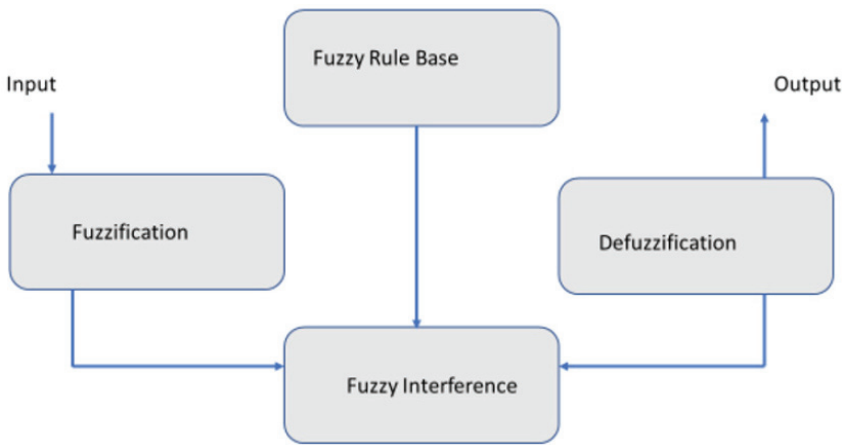 Fuzzy Rule Base
Input
Output
Fuzzification
Defuzzification
Fuzzy Interference